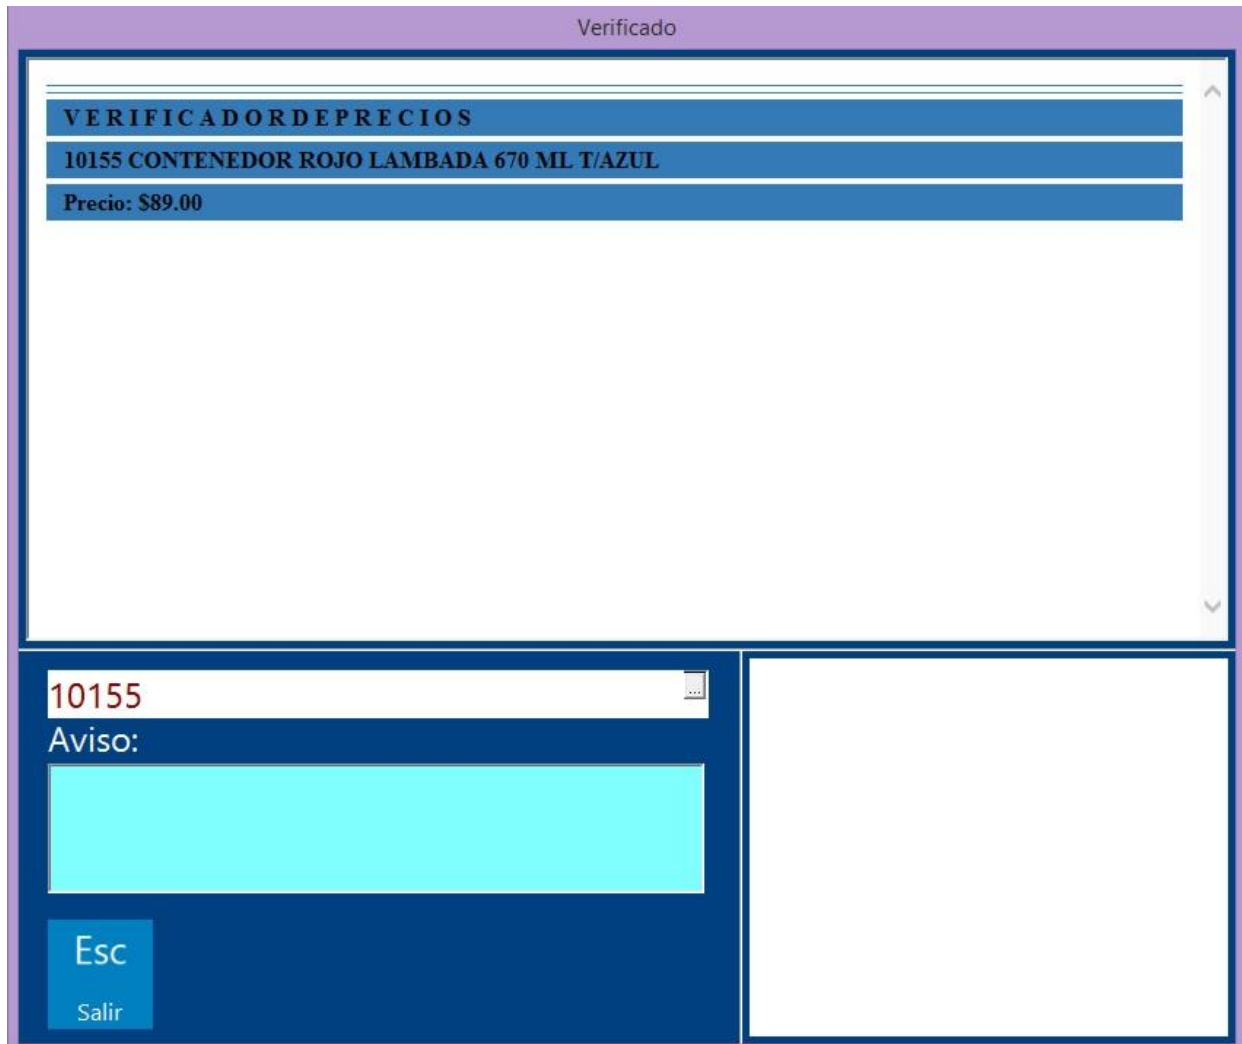 Verificado
V E R I F I C A D O R D E P R E C I O S
10155 CONTENEDOR ROJO LAMBADA 670 ML T/AZUL
Precio: $89.00
10155
...
Aviso:
Esc
Salir